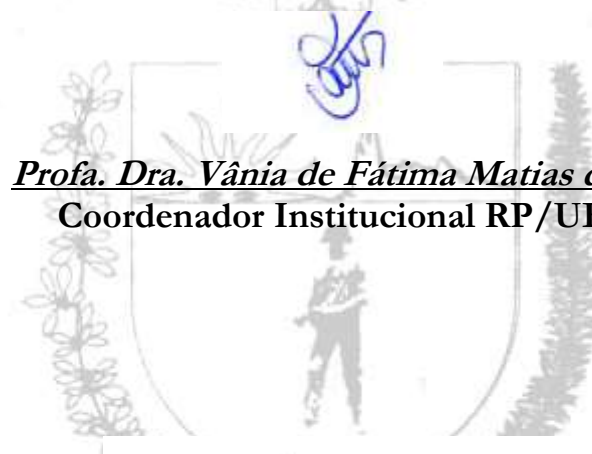 Profa. Dra. Vânia de Fátima Matias
Coordenador Institucional RP/